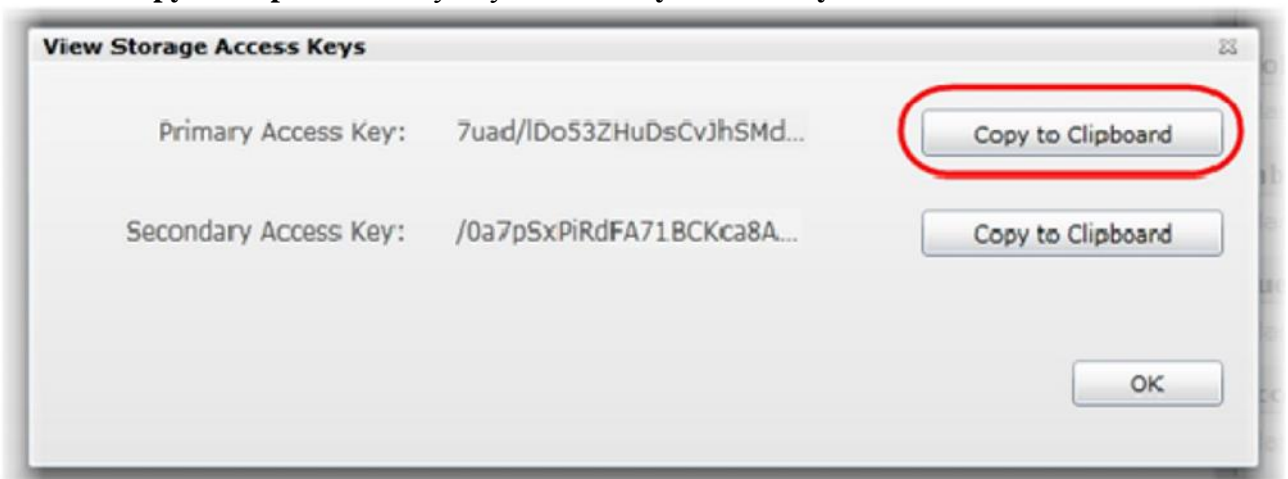 View Storage Access Keys
Primary Access Key: 7uad/lDo53ZHuDsCvJhSMd... Copy to Clipboard
Secondary Access Key: /0a7pSxPiRdFA71BCKca8A... Copy to Clipboard
OK